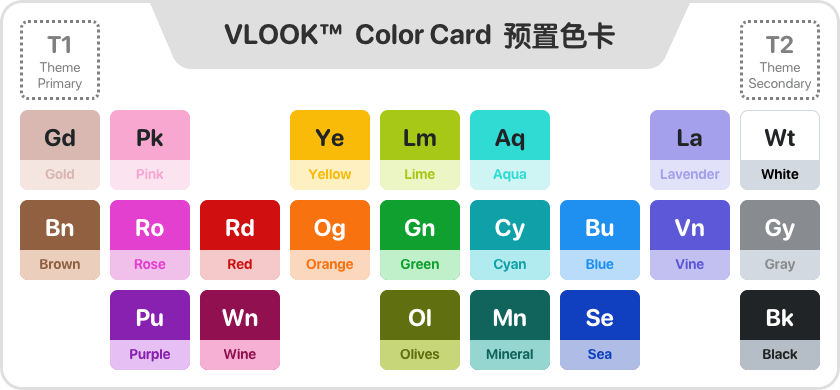 VLOOK™ Color Card 预置色卡
T1
Theme
Primary
T2
Theme
Secondary
Gd
Gold
Pk
Pink
Ye
Yellow
Lm
Lime
Aq
Aqua
La
Lavender
Wt
White
Bn
Brown
Ro
Rose
Rd
Red
Og
Orange
Gn
Green
Cy
Cyan
Bu
Blue
Vn
Vine
Gy
Gray
Pu
Purple
Wn
Wine
Ol
Olives
Mn
Mineral
Se
Sea
Bk
Black